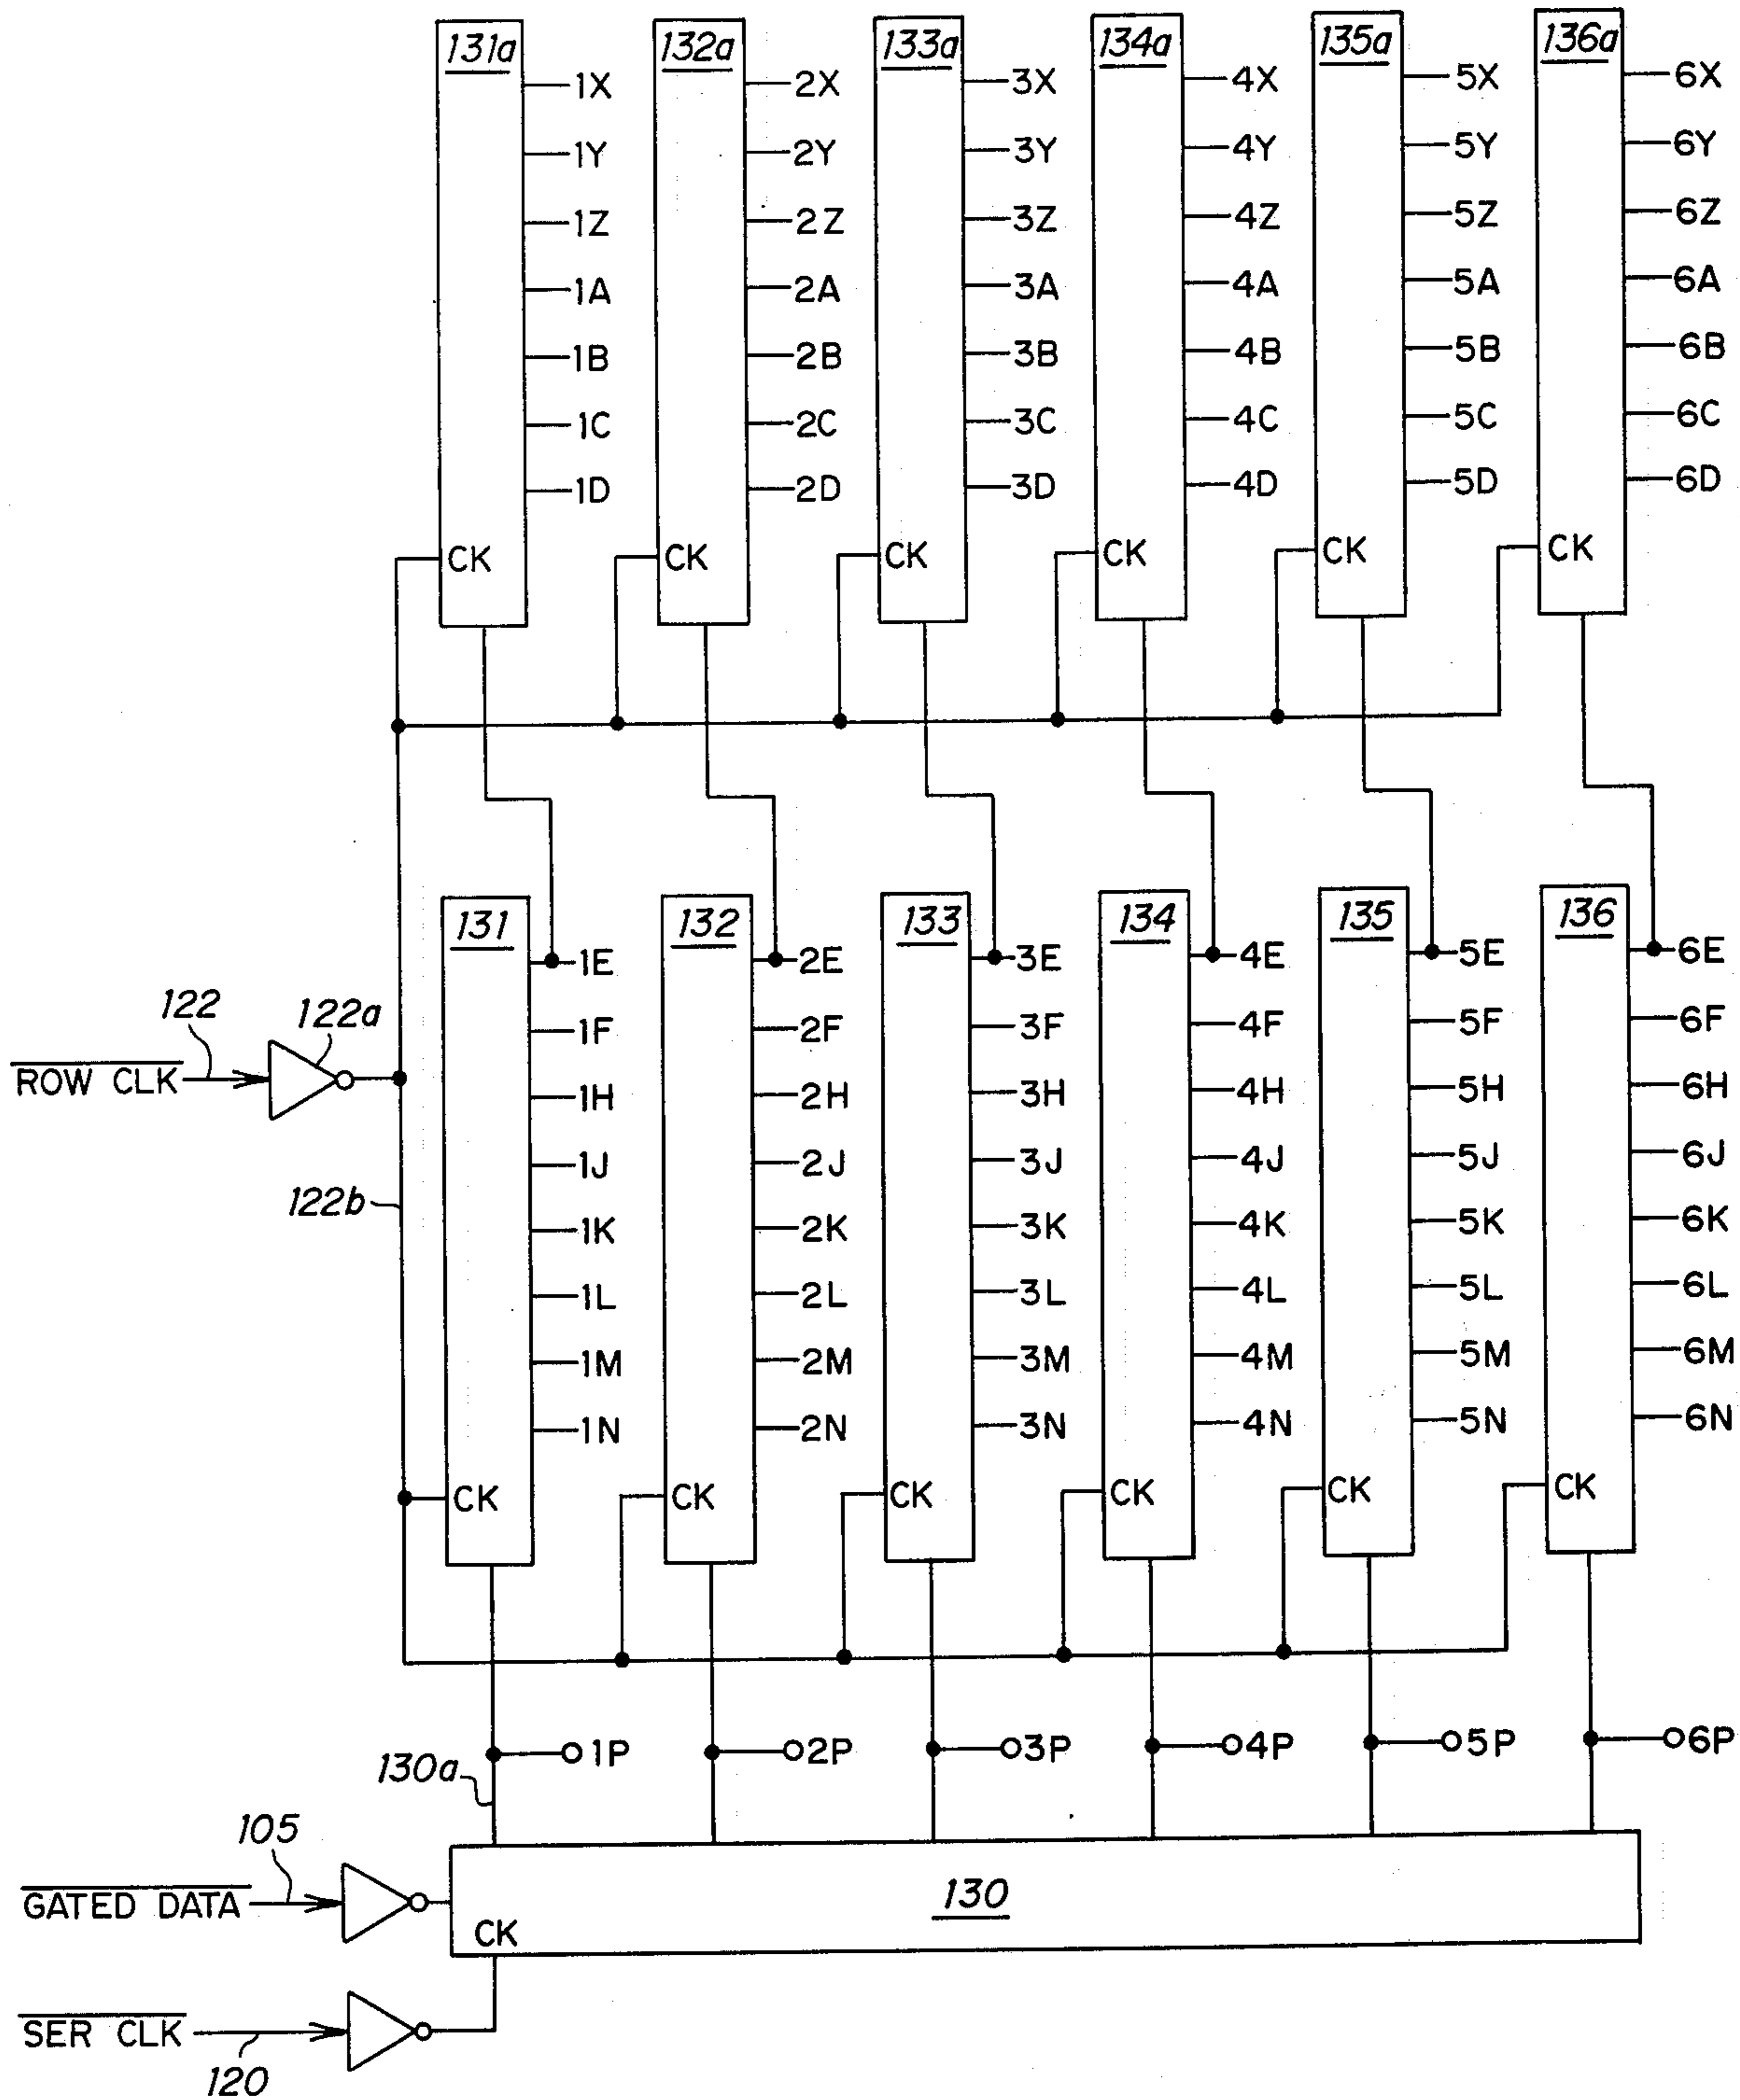 131a 132a 133a 134a 135a 136a
1X 2X 3X 4X 5X 6X
1Y 2Y 3Y 4Y 5Y 6Y
1Z 2Z 3Z 4Z 5Z 6Z
1A 2A 3A 4A 5A 6A
1B 2B 3B 4B 5B 6B
1C 2C 3C 4C 5C 6C
1D 2D 3D 4D 5D 6D
CK CK CK CK CK CK
131 132 133 134 135 136
1E 2E 3E 4E 5E 6E
122 122a
1F 2F 3F 4F 5F 6F
ROW CLK
1H 2H 3H 4H 5H 6H
1J 2J 3J 4J 5J 6J
122b
1K 2K 3K 4K 5K 6K
1L 2L 3L 4L 5L 6L
1M 2M 3M 4M 5M 6M
1N 2N 3N 4N 5N 6N
CK CK CK CK CK CK
1P 2P 3P 4P 5P 6P
130a
105
GATED DATA
130
CK
SER CLK
120